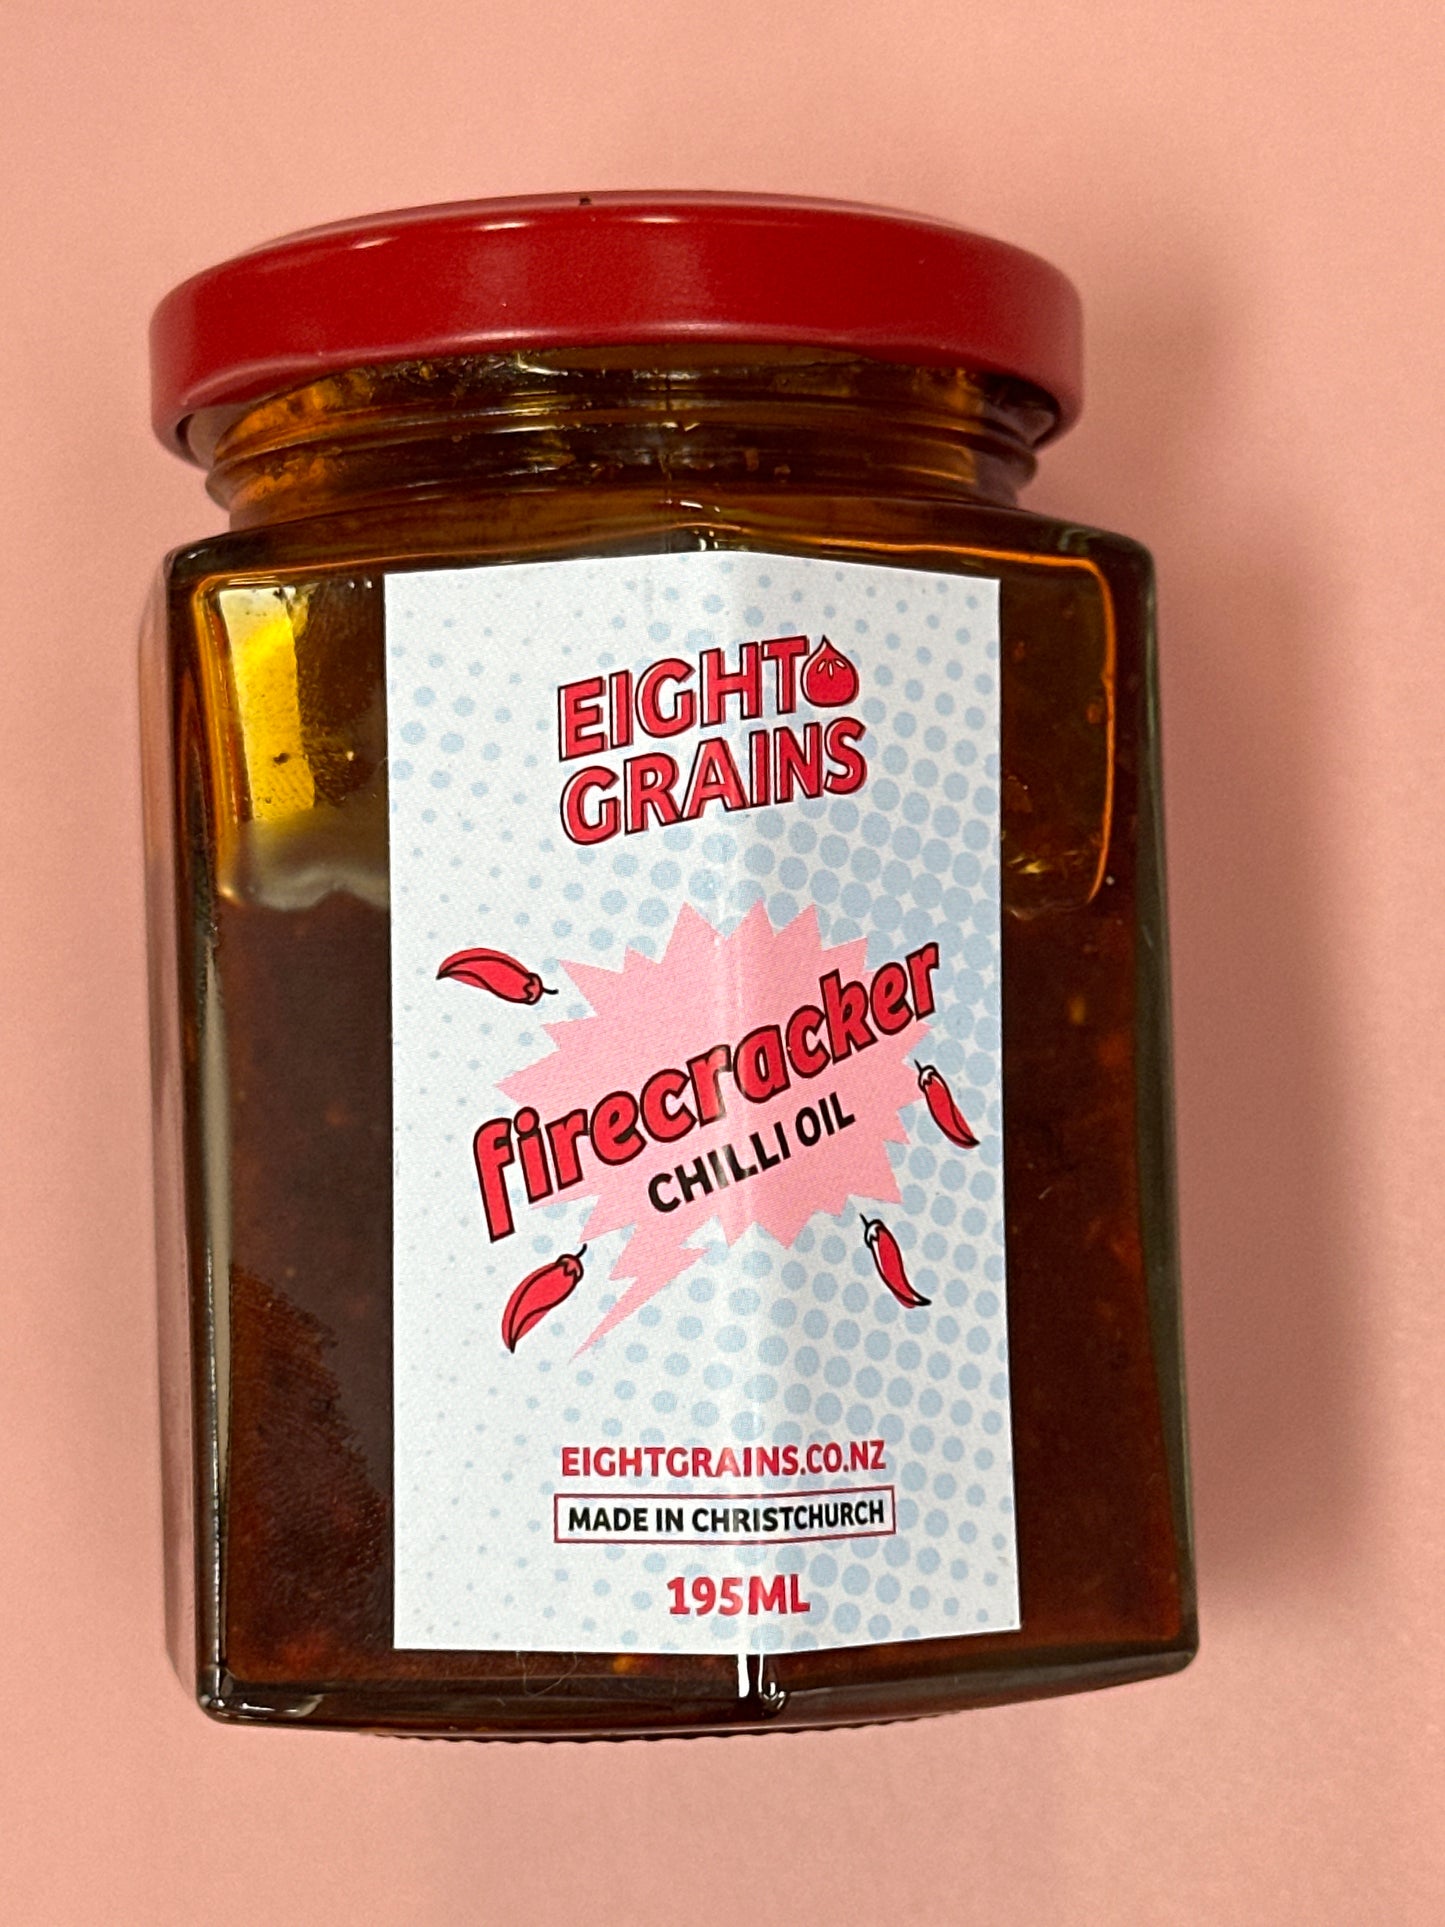 EIGHT
GRAINS
firecracker
CHILLI OIL
EIGHTGRAINS.CO.NZ
MADE IN CHRISTCHURCH
195ML